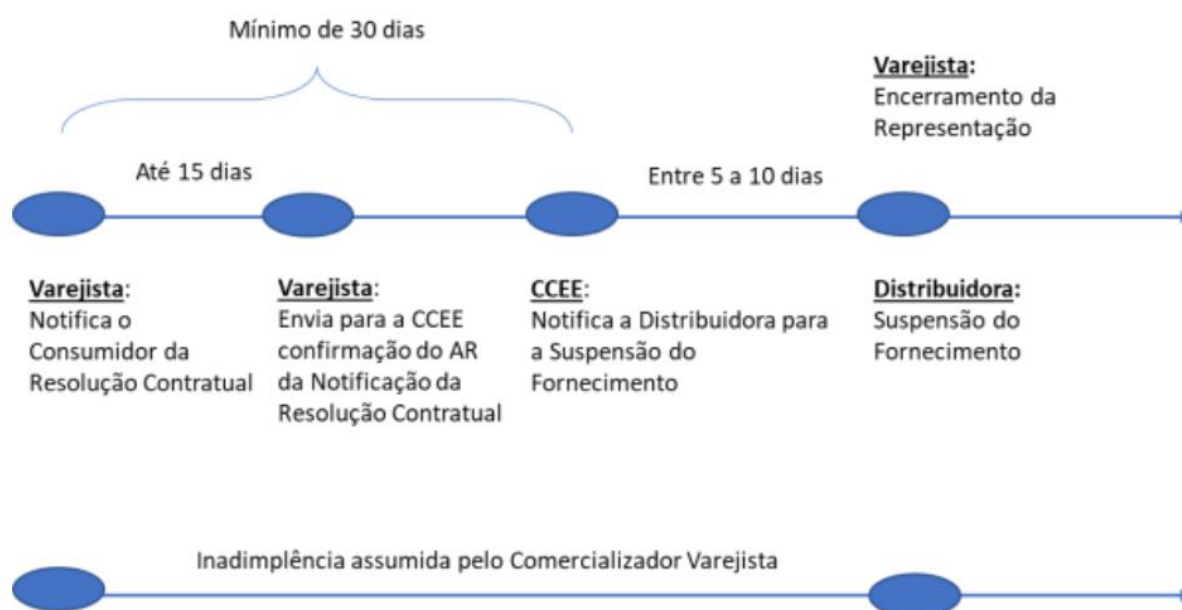 Mínimo de 30 dias
Varejista:
Encerramento da
Representação
Até 15 dias
Entre 5 a 10 dias
Varejista:
Notifica o
Consumidor da
Resolução Contratual
Varejista:
Envia para a CCEE
confirmação do AR
da Notificação da
Resolução Contratual
CCEE:
Notifica a Distribuidora para
a Suspensão do
Fornecimento
Distribuidora:
Suspensão do
Fornecimento
Inadimplência assumida pelo Comercializador Varejista